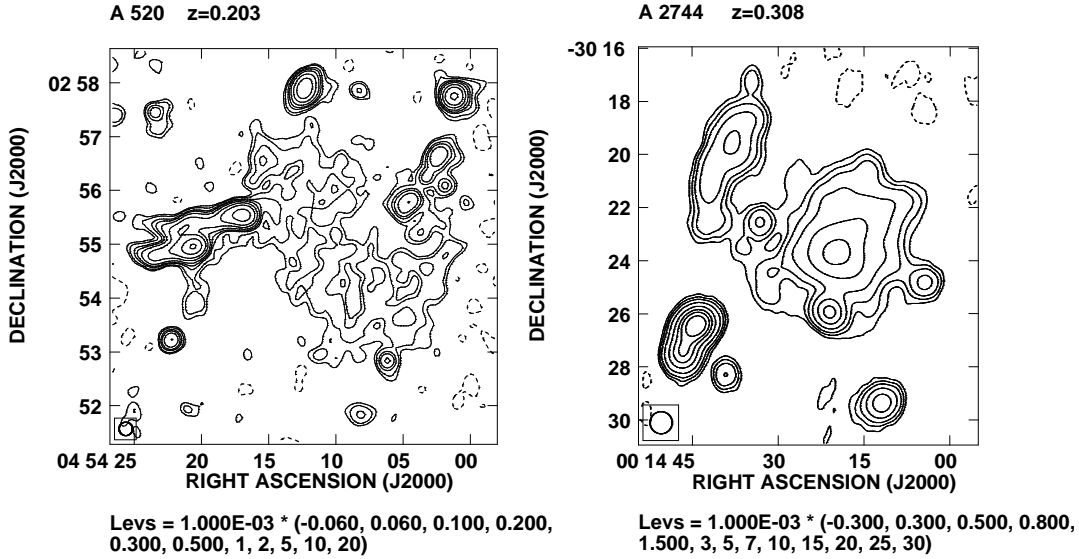 A 520 z=0.203
DECLINATION (J2000)
02 58
57
56
55
54
53
52
04 54 25
20
15
10
05
00
RIGHT ASCENSION (J2000)
Levs = 1.000E-03 * (-0.060, 0.060, 0.100, 0.200,
0.300, 0.500, 1, 2, 5, 10, 20)
A 2744 z=0.308
DECLINATION (J2000)
-30 16
18
20
22
24
26
28
30
00 14 45
30
15
00
RIGHT ASCENSION (J2000)
Levs = 1.000E-03 * (-0.300, 0.300, 0.500, 0.800,
1.500, 3, 5, 7, 10, 15, 20, 25, 30)